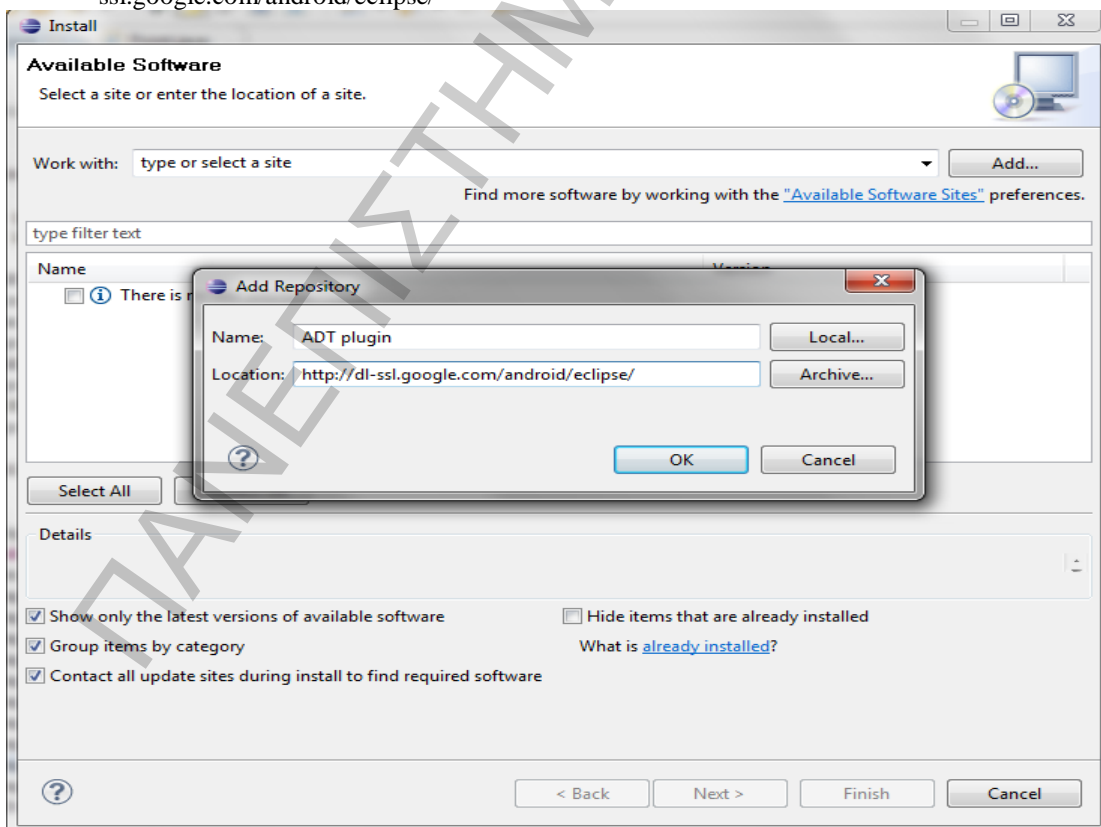 ssl.google.com/android/eclipse/
Install
Available Software
Select a site or enter the location of a site.
Work with: type or select a site Add...
Find more software by working with the "Available Software Sites" preferences.
type filter text
Name
There is
Add Repository
Name: ADT plugin Local...
Location: http://dl-ssl.google.com/android/eclipse/ Archive...
OK Cancel
Select All
Details
Show only the latest versions of available software Hide items that are already installed
Group items by category What is already installed?
Contact all update sites during install to find required software
< Back Next > Finish Cancel
ΠΑΝΕΠΙΣΤΗΜ